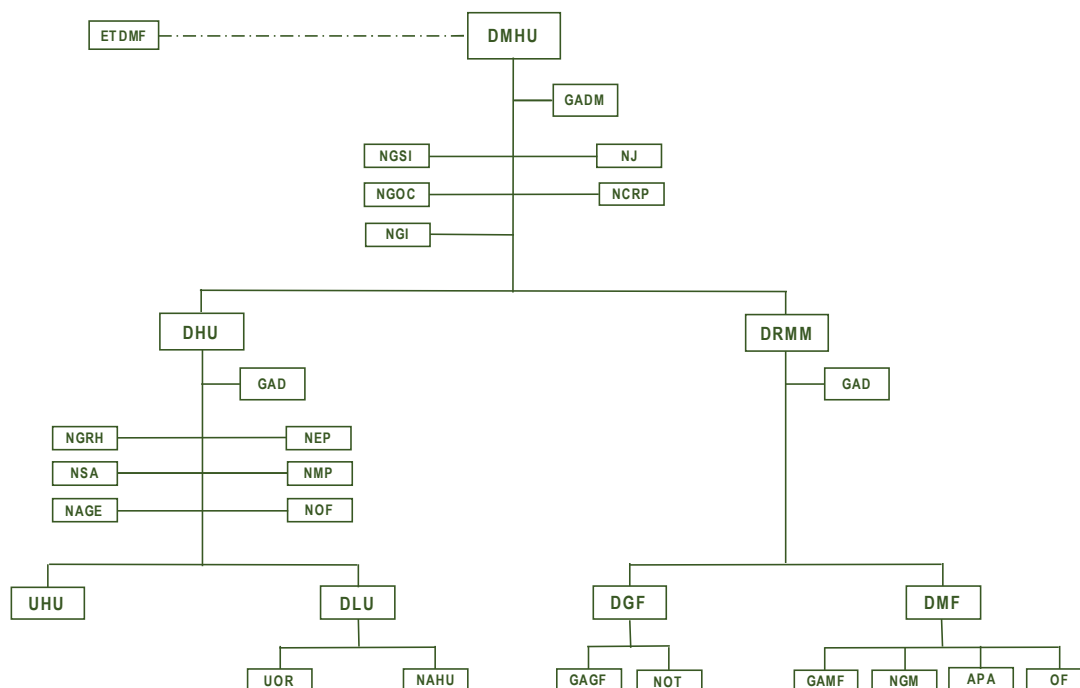 ETDMF
DMHU
GADM
NGSI
NJ
NGOC
NCRP
NGI
DHU
DRMM
GAD
GAD
NGRH
NEP
NSA
NMP
NAGE
NOF
UHU
DLU
DGF
DMF
UOR
NAHU
GAGF
NOT
GAMF
NGM
APA
OF